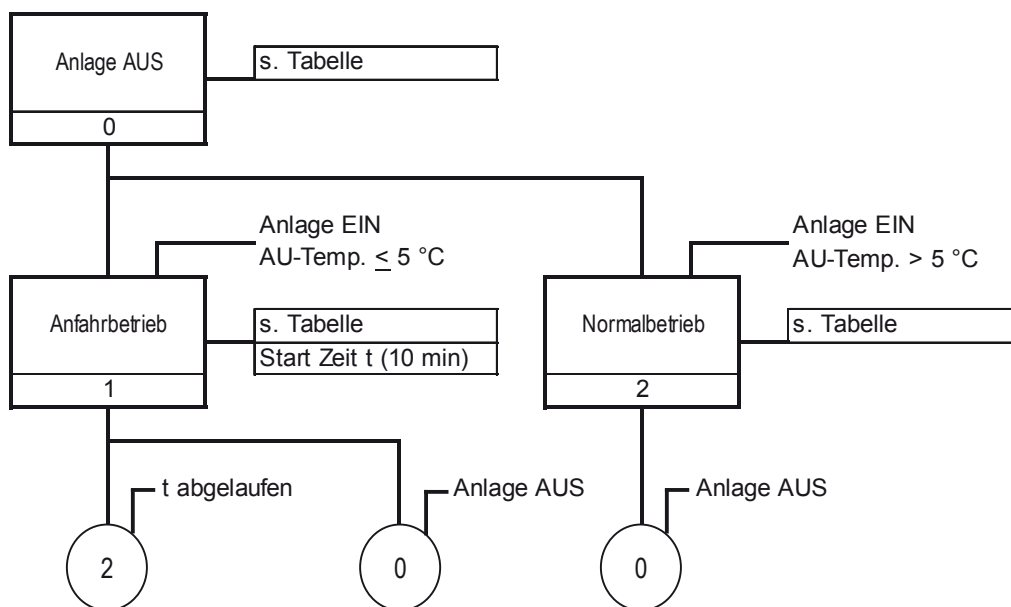 Anlage AUS
s. Tabelle
0
Anlage EIN
AU-Temp. ≤ 5 °C
Anlage EIN
AU-Temp. > 5 °C
Anfahrbetrieb
s. Tabelle
Start Zeit t (10 min)
1
Normalbetrieb
s. Tabelle
2
t abgelaufen
2
Anlage AUS
0
Anlage AUS
0